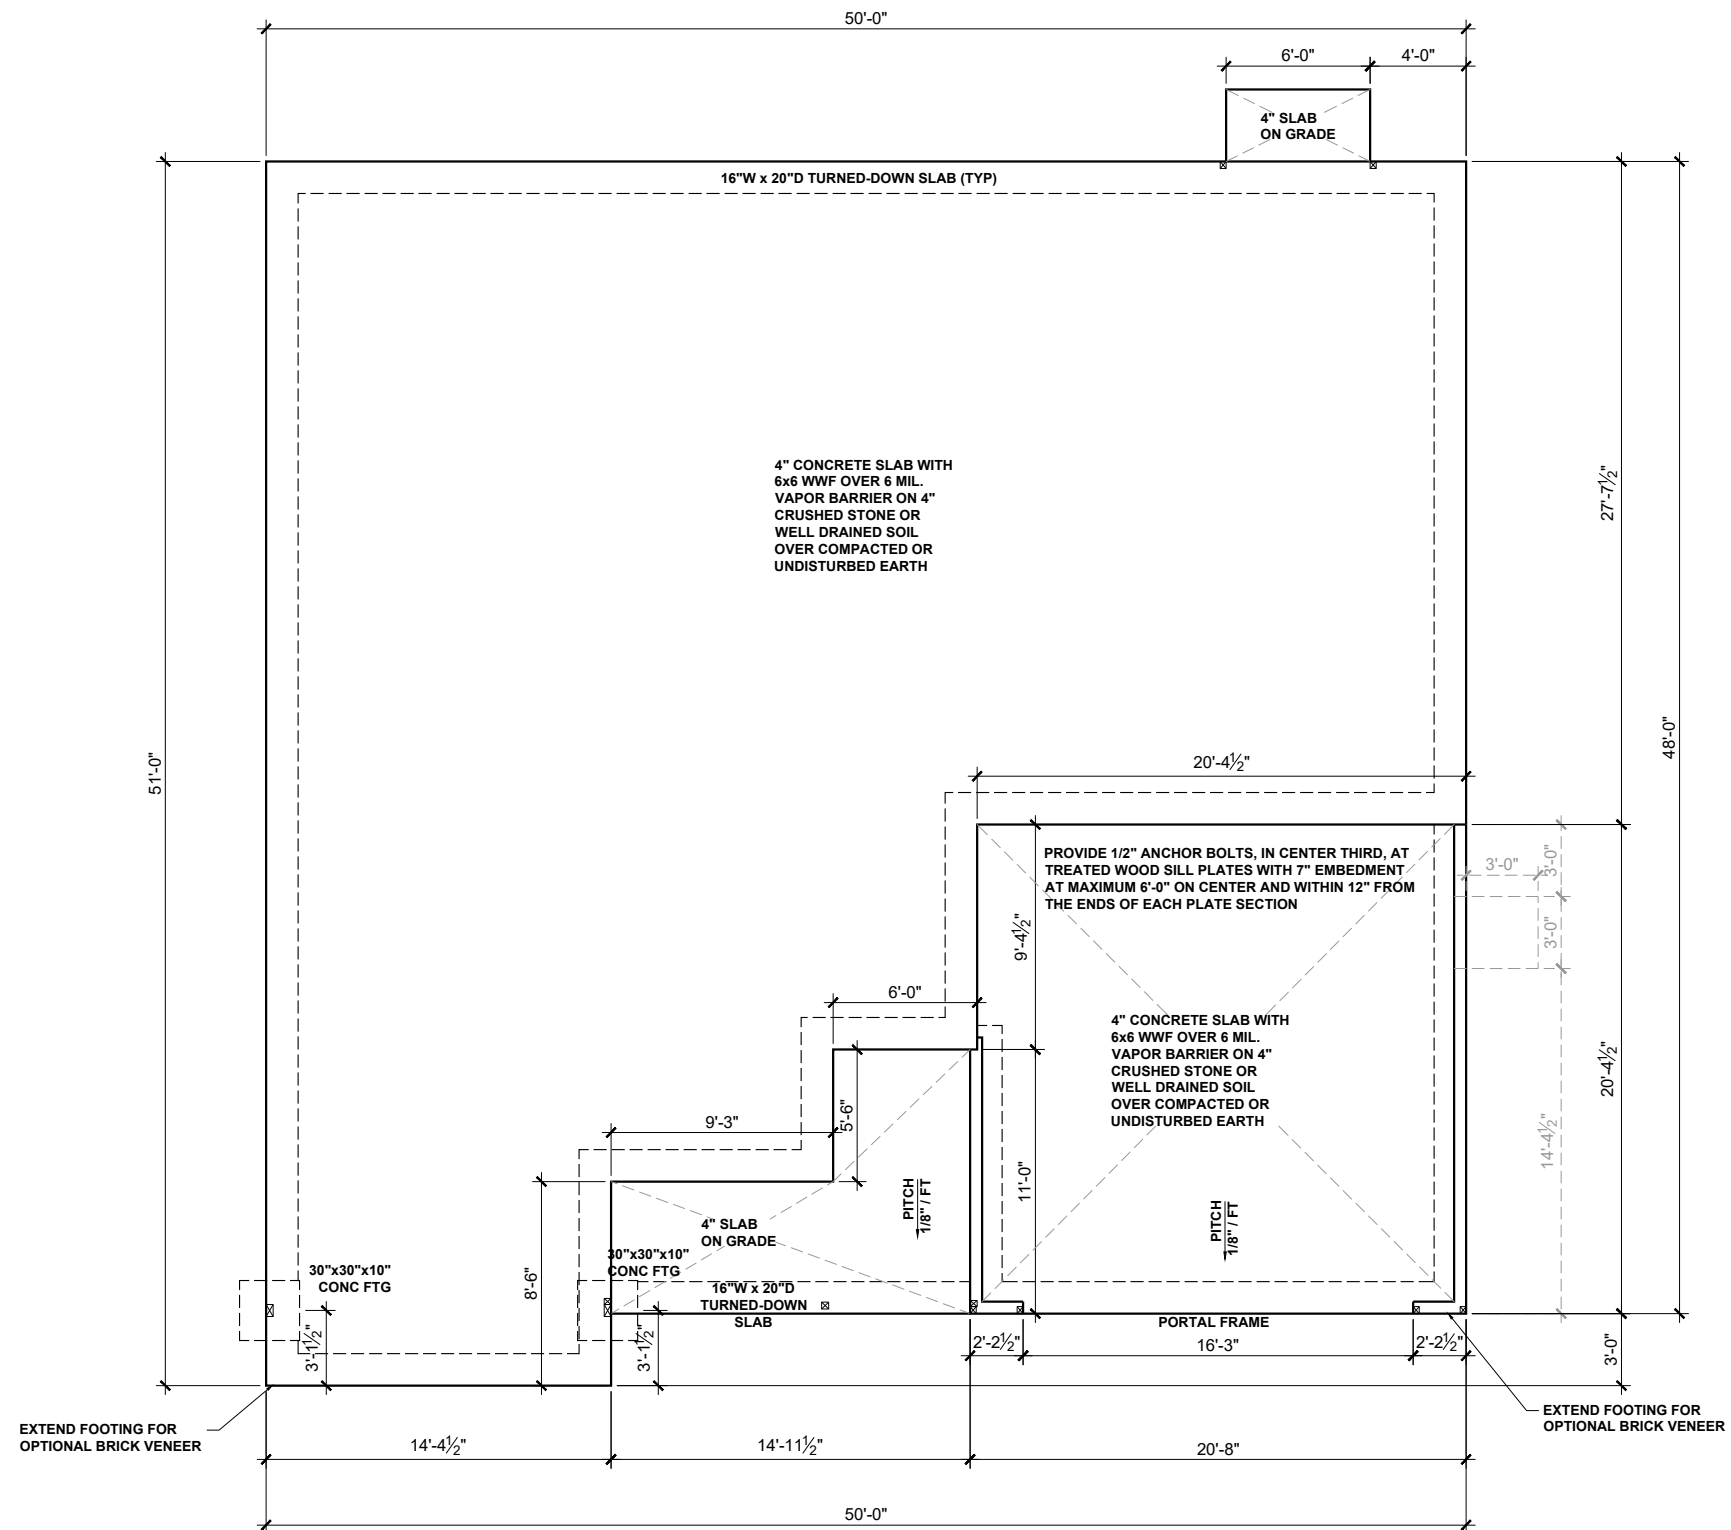 50'-0"
6'-0"
4'-0"
4" SLAB
ON GRADE
16"W x 20"D TURNED-DOWN SLAB (TYP)
4" CONCRETE SLAB WITH
6x6 WWF OVER 6 MIL.
VAPOR BARRIER ON 4"
CRUSHED STONE OR
WELL DRAINED SOIL
OVER COMPACTED OR
UNDISTURBED EARTH
27'-7½"
48'-0"
51'-0"
20'-4½"
PROVIDE 1/2" ANCHOR BOLTS, IN CENTER THIRD, AT
TREATED WOOD SILL PLATES WITH 7" EMBEDMENT
AT MAXIMUM 6'-0" ON CENTER AND WITHIN 12" FROM
THE ENDS OF EACH PLATE SECTION
3'-0"
3'-0"
3'-0"
9'-4½"
6'-0"
4" CONCRETE SLAB WITH
6x6 WWF OVER 6 MIL.
VAPOR BARRIER ON 4"
CRUSHED STONE OR
WELL DRAINED SOIL
OVER COMPACTED OR
UNDISTURBED EARTH
20'-4½"
14'-4½"
9'-3"
5'-6"
11'-0"
PITCH
1/8" / FT
PITCH
1/8" / FT
4" SLAB
ON GRADE
30"x30"x10"
CONC FTG
30"x30"x10"
CONC FTG
8'-6"
16"W x 20"D
TURNED-DOWN
SLAB
PORTAL FRAME
3'-1½"
3'-1½"
2'-2½"
16'-3"
2'-2½"
3'-0"
EXTEND FOOTING FOR
OPTIONAL BRICK VENEER
EXTEND FOOTING FOR
OPTIONAL BRICK VENEER
14'-4½"
14'-11½"
20'-8"
50'-0"